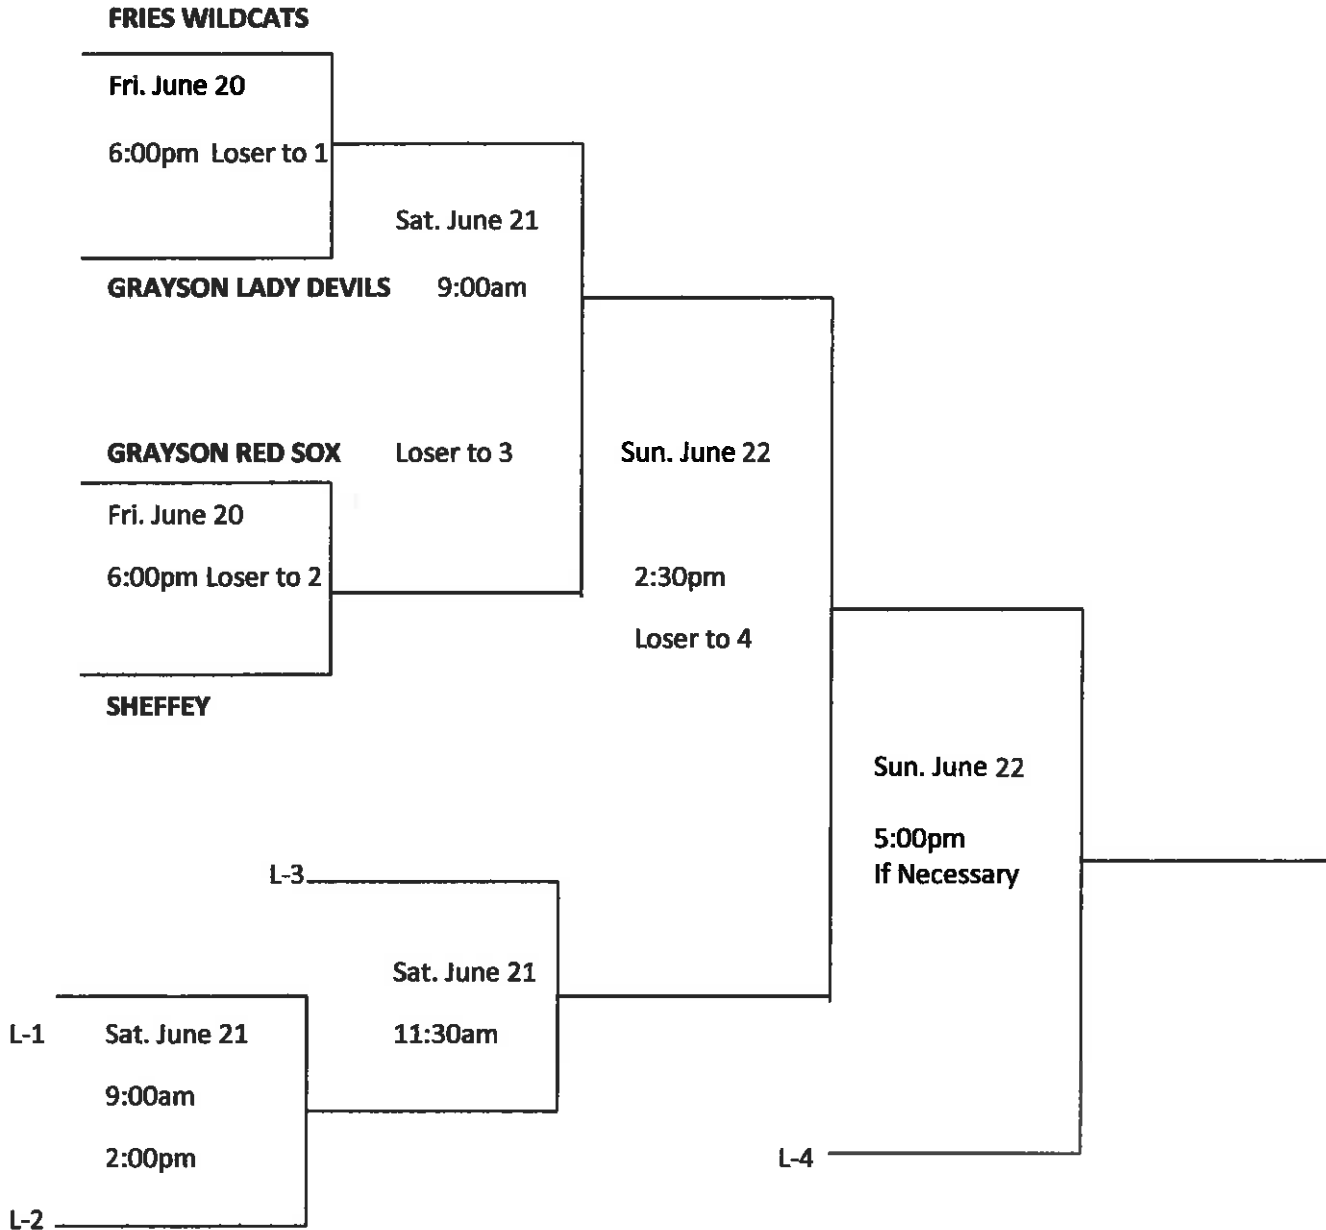 FRIES WILDCATS
Fri. June 20
6:00pm Loser to 1
Sat. June 21
GRAYSON LADY DEVILS 9:00am
GRAYSON RED SOX Loser to 3 Sun. June 22
Fri. June 20
6:00pm Loser to 2 2:30pm
Loser to 4
SHEFFEY
Sun. June 22
5:00pm
L-3 If Necessary
Sat. June 21
L-1 Sat. June 21 11:30am
9:00am
2:00pm L-4
L-2